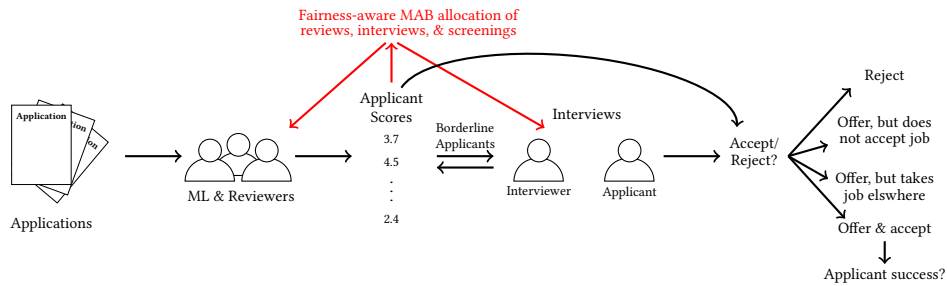 Fairness-aware MAB allocation of
reviews, interviews, & screenings
Application
tion
on
Applications
ML & Reviewers
Applicant
Scores
3.7
4.5
.
.
.
2.4
Borderline
Applicants
Interviews
Interviewer
Applicant
Accept/
Reject?
Reject
Offer, but does
not accept job
Offer, but takes
job elswhere
Offer & accept
Applicant success?